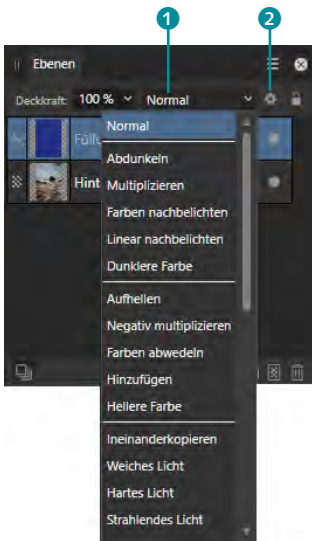 1 2
Ebenen
Deckkraft: 100 % Normal
Normal
Füllu
Abdunkeln
Hint Multiplizieren
Farben nachbelichten
Linear nachbelichten
Dunklere Farbe
Aufhellen
Negativ multiplizieren
Farben abwedeln
Hinzufügen
Hellere Farbe
Ineinanderkopieren
Weiches Licht
Hartes Licht
Strahlendes Licht